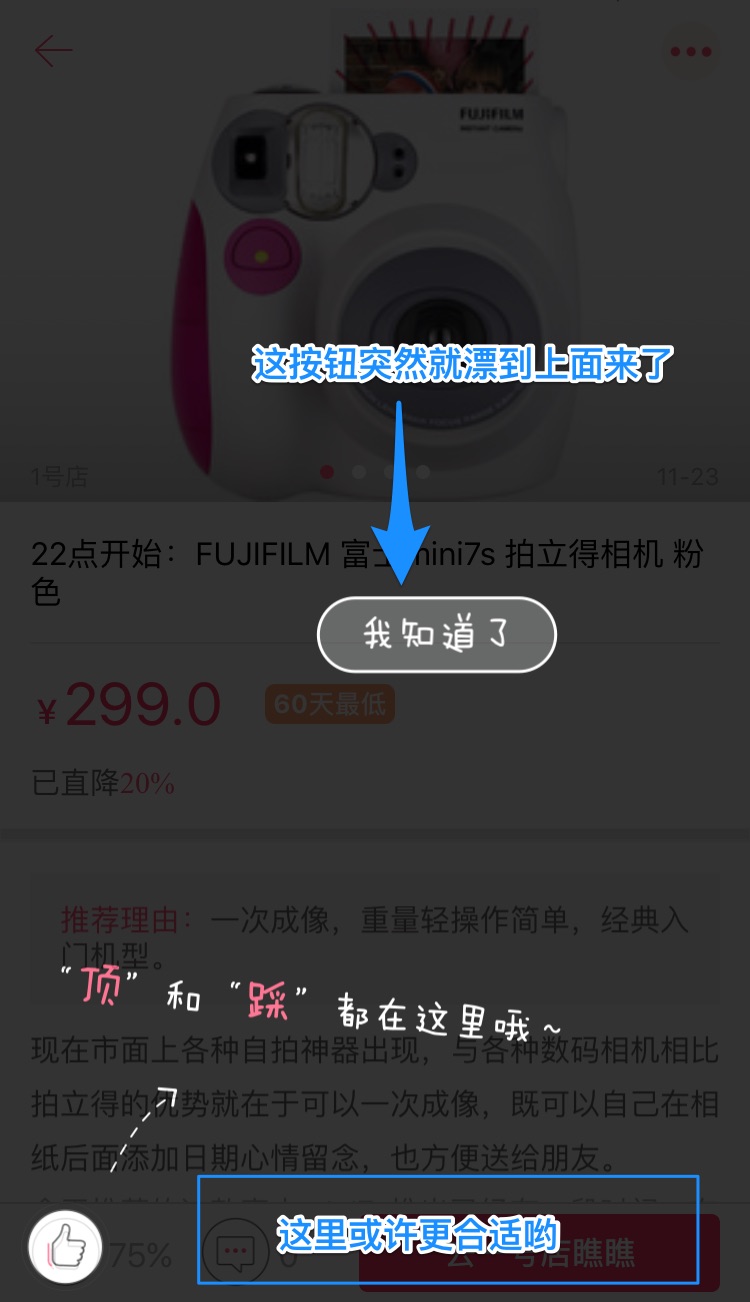 FUJIFILM
INSTANT CAMERA
这按钮突然就漂到上面来了
1号店
11-23
22点开始：FUJIFILM 富士mini7s 拍立得相机 粉
色
我知道了
¥299.0
60天最低
已直降20%
推荐理由：一次成像，重量轻操作简单，经典入
门机型。
“顶”和“踩”都在这里哦~
现在市面上各种自拍神器出现，与各种数码相机相比
拍立得的优势就在于可以一次成像，既可以自己在相
纸后面添加日期心情留念，也方便送给朋友。
这里或许更合适哟
75%
0
去一号店瞧瞧